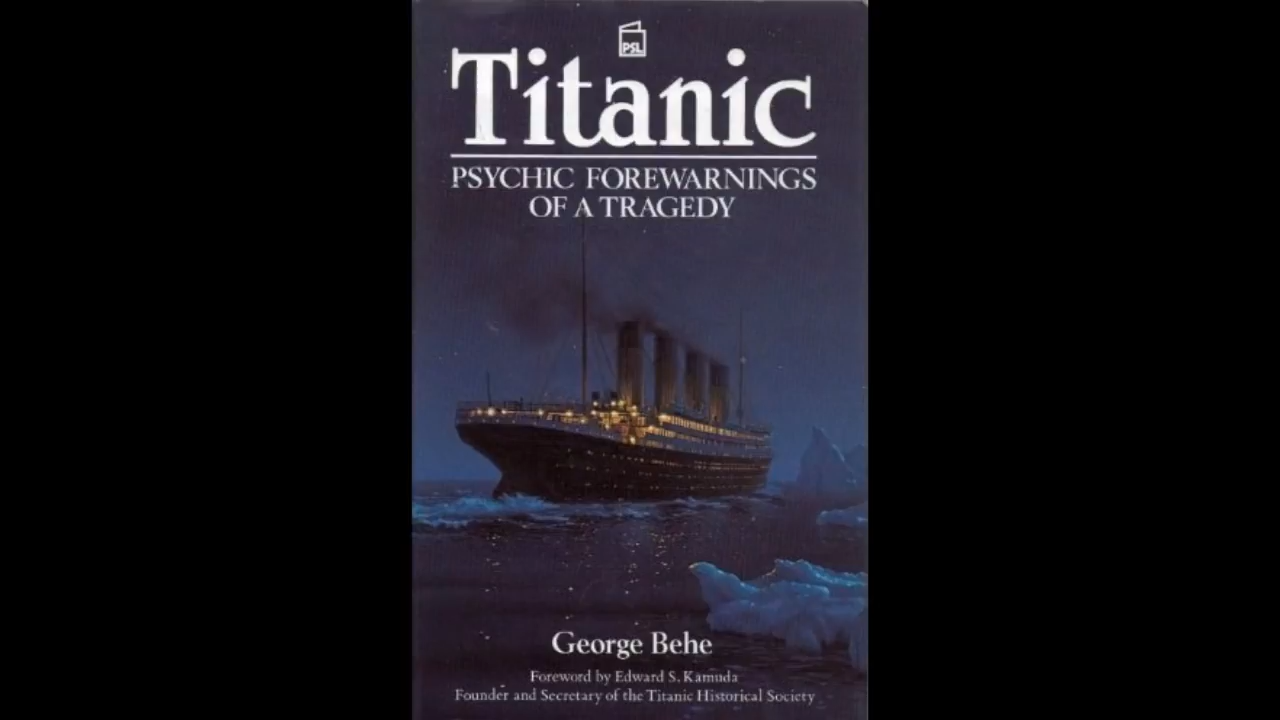 PSL
Titanic
PSYCHIC FOREWARNINGS
OF A TRAGEDY
George Behe
Foreword by Edward S. Kamuda
Founder and Secretary of the Titanic Historical Society